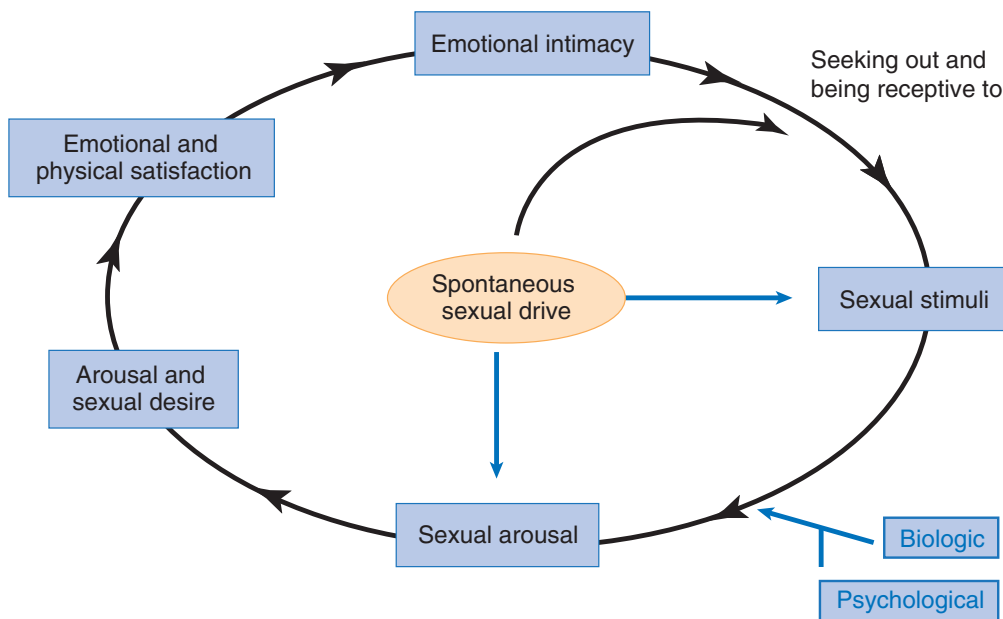 Emotional intimacy
Seeking out and
being receptive to
Emotional and
physical satisfaction
Spontaneous
sexual drive
Sexual stimuli
Arousal and
sexual desire
Sexual arousal
Biologic
Psychological